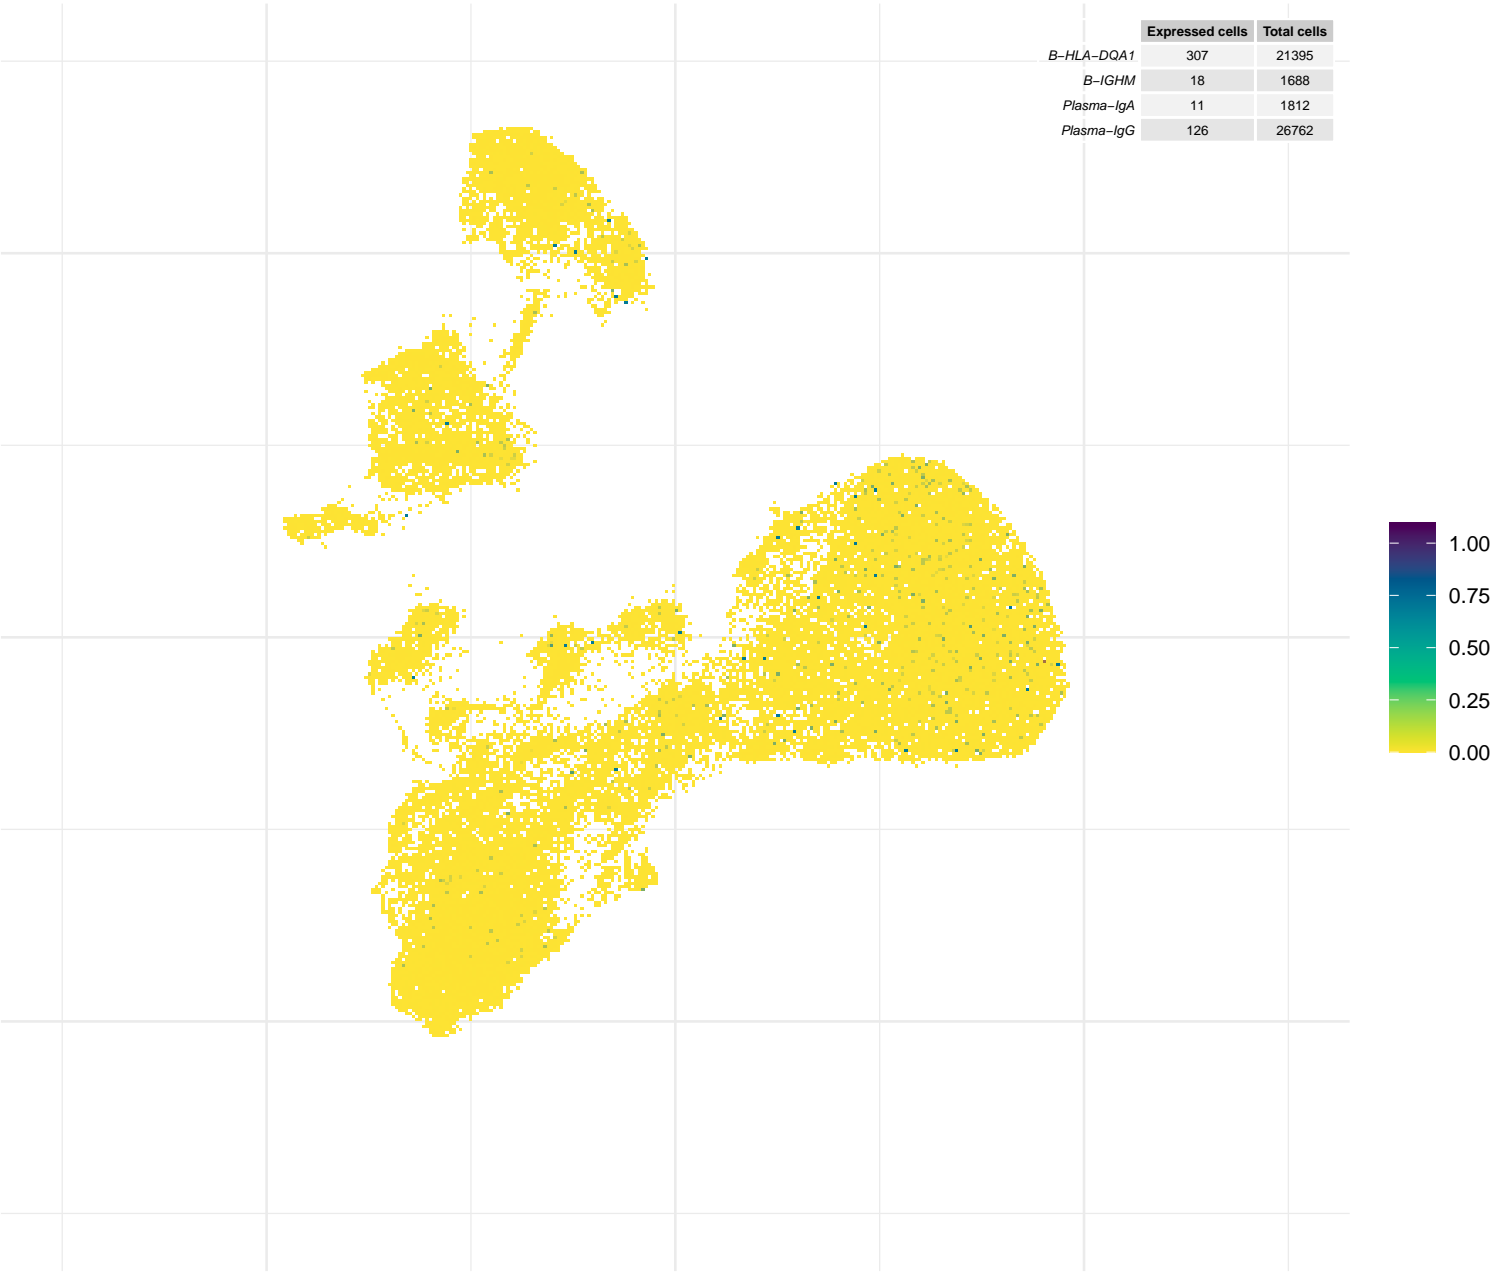 Expressed cells Total cells
B−HLA−DQA1 307 21395
B−IGHM 18 1688
Plasma−IgA 11 1812
Plasma−IgG 126 26762
1.00
0.75
0.50
0.25
0.00